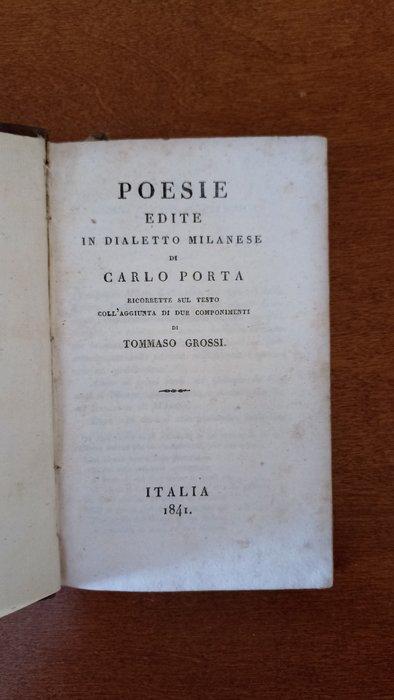 POESIE
EDITE
IN DIALETTO MILANESE
DI
CARLO PORTA
RICORRETTE SUL TESTO
COLL'AGGIUNTA DI DUE COMPONIMENTI
DI
TOMMASO GROSSI.
ITALIA
1841.